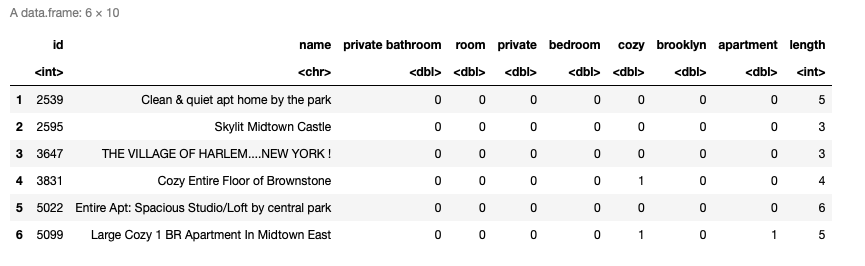 A data.frame: 6 × 10
id name private bathroom room private bedroom cozy brooklyn apartment length
<int> <chr> <dbl> <dbl> <dbl> <dbl> <dbl> <dbl> <dbl> <int>
1 2539 Clean & quiet apt home by the park 0 0 0 0 0 0 0 5
2 2595 Skylit Midtown Castle 0 0 0 0 0 0 0 3
3 3647 THE VILLAGE OF HARLEM....NEW YORK ! 0 0 0 0 0 0 0 3
4 3831 Cozy Entire Floor of Brownstone 0 0 0 0 1 0 0 4
5 5022 Entire Apt: Spacious Studio/Loft by central park 0 0 0 0 0 0 0 6
6 5099 Large Cozy 1 BR Apartment In Midtown East 0 0 0 0 1 0 1 5